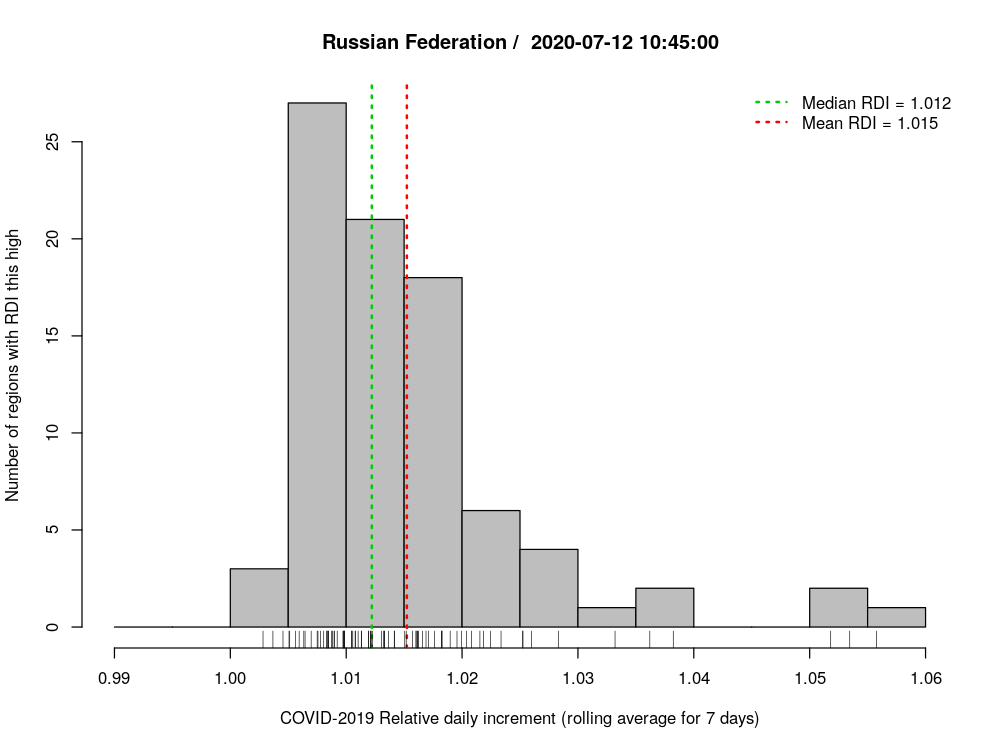 Russian Federation /  2020-07-12 10:45:00
Median RDI = 1.012
Mean RDI = 1.015
Number of regions with RDI this high
25
20
15
10
5
0
0.99 1.00 1.01 1.02 1.03 1.04 1.05 1.06
COVID-2019 Relative daily increment (rolling average for 7 days)